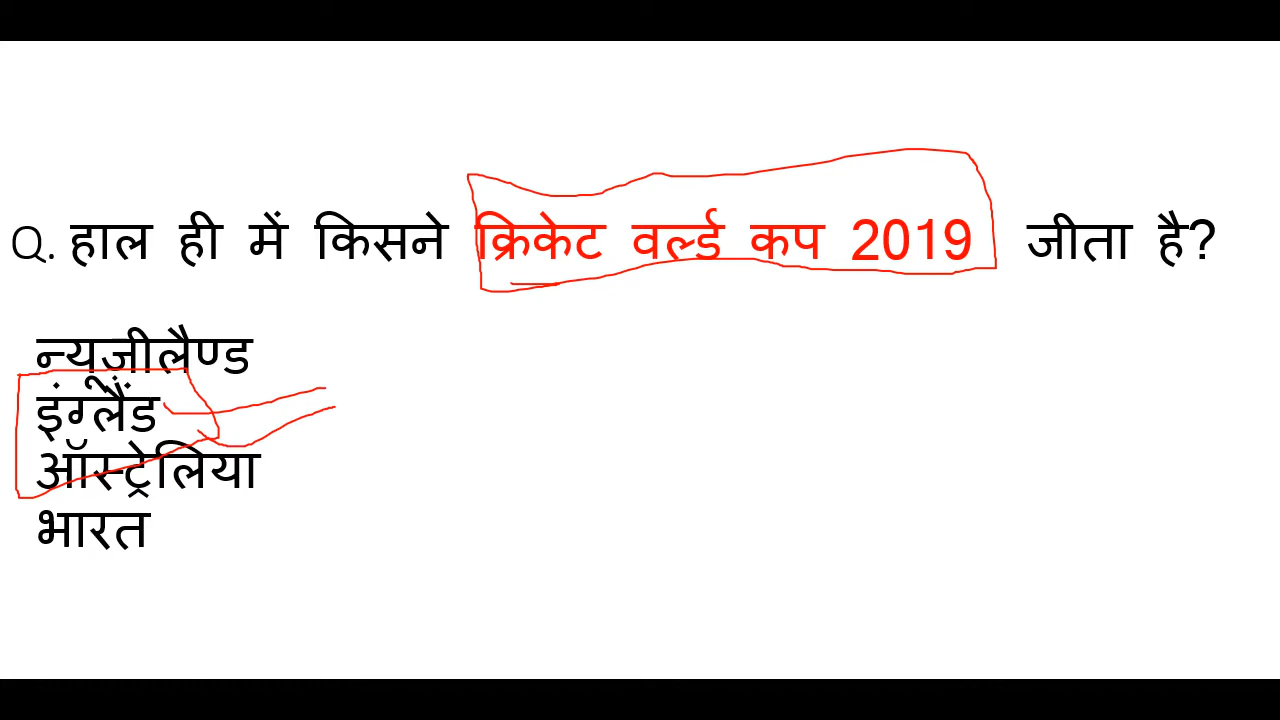 Q. हाल ही में किसने क्रिकेट वर्ल्ड कप 2019 जीता है?
न्यूज़ीलैण्ड
इंग्लैंड
ऑस्ट्रेलिया
भारत